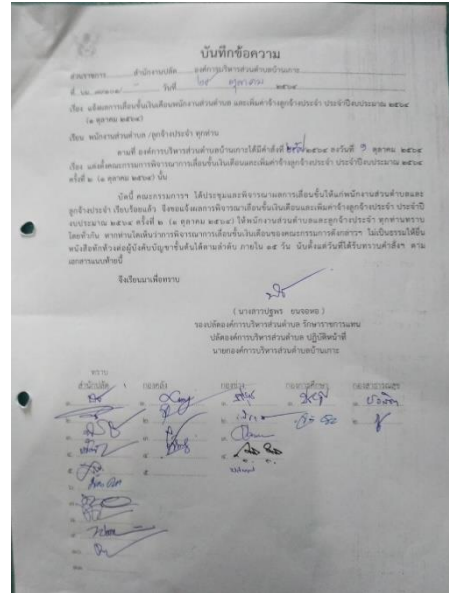 บันทึกข้อความ
ส่วนราชการ สำนักงานปลัด องค์การบริหารส่วนตำบลบ้านเกาะ
ที่ นม วันที่ ตุลาคม ๒๕๖๔
เรื่อง แจ้งผลการเลื่อนขั้นเงินเดือนพนักงานส่วนตำบล และเพิ่มค่าจ้างลูกจ้างประจำ ประจำปีงบประมาณ ๒๕๖๔
(๑ ตุลาคม ๒๕๖๔)
เรียน พนักงานส่วนตำบล /ลูกจ้างประจำ ทุกท่าน
ตามที่ องค์การบริหารส่วนตำบลบ้านเกาะได้มีคำสั่งที่ /๒๕๖๔ ลงวันที่ ๑ ตุลาคม ๒๕๖๔
เรื่อง แต่งตั้งคณะกรรมการพิจารณาการเลื่อนขั้นเงินเดือนและเพิ่มค่าจ้างลูกจ้างประจำ ประจำปีงบประมาณ ๒๕๖๔
ครั้งที่ ๒ (๑ ตุลาคม ๒๕๖๔) นั้น
บัดนี้ คณะกรรมการฯ ได้ประชุมและพิจารณาผลการเลื่อนขั้นให้แก่พนักงานส่วนตำบลและ
ลูกจ้างประจำ เรียบร้อยแล้ว จึงขอแจ้งผลการพิจารณาเลื่อนขั้นเงินเดือนและเพิ่มค่าจ้างลูกจ้างประจำ ประจำปี
งบประมาณ ๒๕๖๔ ครั้งที่ ๒ (๑ ตุลาคม ๒๕๖๔) ให้พนักงานส่วนตำบลและลูกจ้างประจำ ทุกท่านทราบ
โดยทั่วกัน หากท่านใดเห็นว่าการพิจารณาการเลื่อนขั้นเงินเดือนของคณะกรรมการดังกล่าวฯ ไม่เป็นธรรมให้ยื่น
หนังสือทักท้วงต่อผู้บังคับบัญชาชั้นต้นได้ตามลำดับ ภายใน ๑๕ วัน นับตั้งแต่วันที่ได้รับทราบคำสั่งฯ ตาม
เอกสารแนบท้ายนี้
จึงเรียนมาเพื่อทราบ
( นางสาวปฐพร )
รองปลัดองค์การบริหารส่วนตำบล รักษาราชการแทน
ปลัดองค์การบริหารส่วนตำบล ปฏิบัติหน้าที่
นายกองค์การบริหารส่วนตำบลบ้านเกาะ
ทราบ
สำนักปลัด กองคลัง กองช่าง กองการศึกษา กองสาธารณสุข